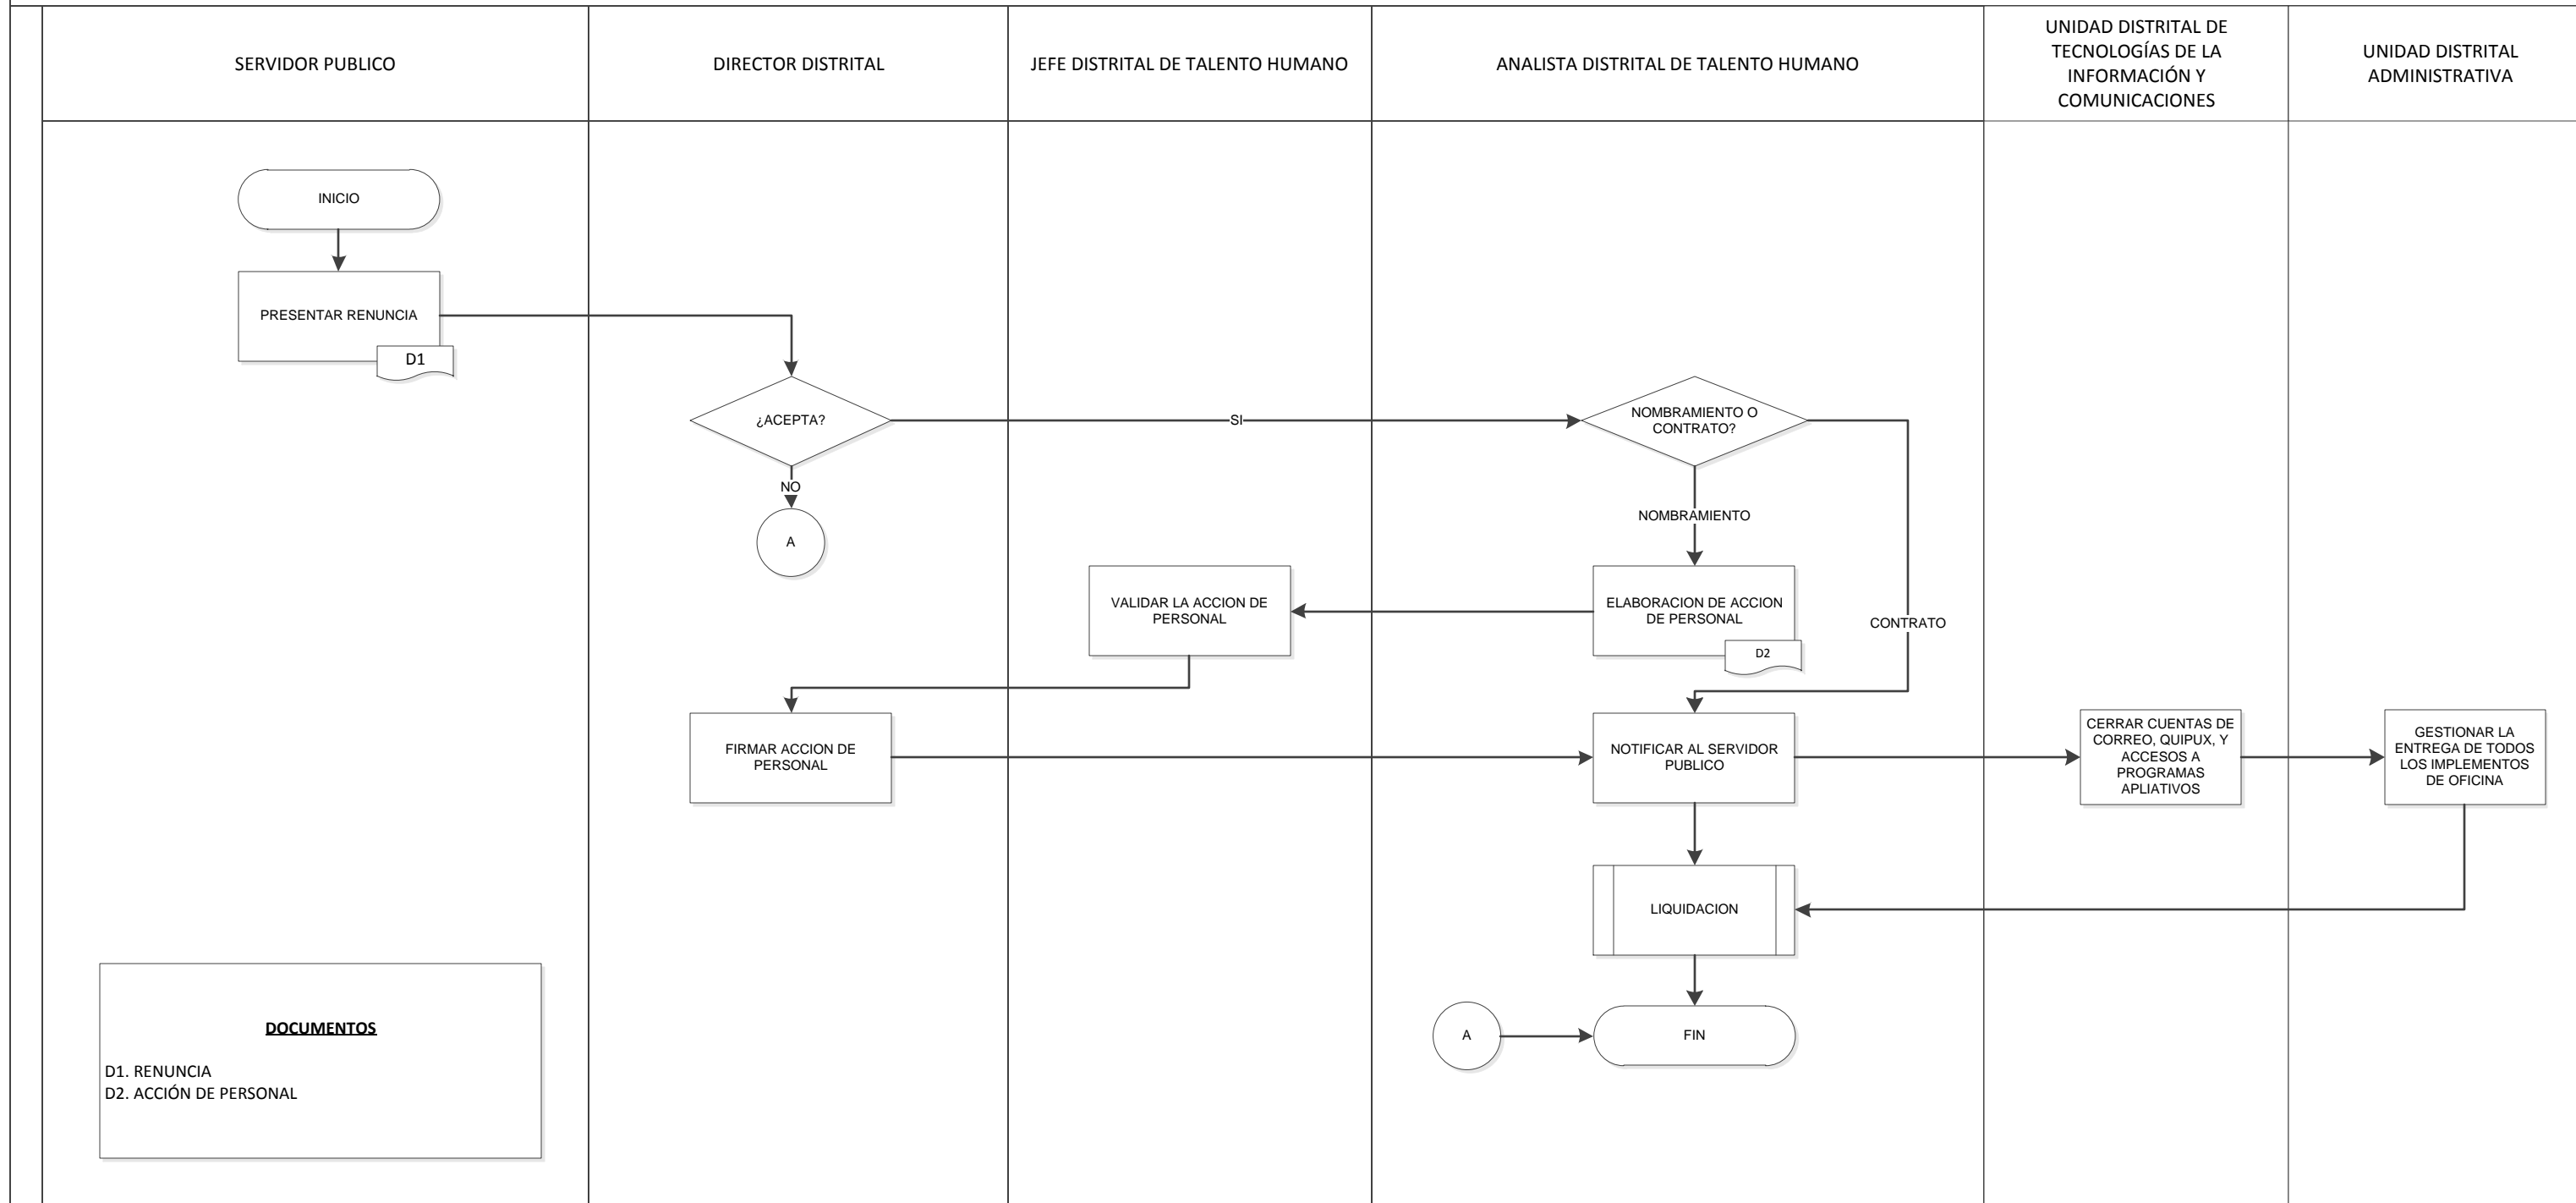 SERVIDOR PUBLICO
DIRECTOR DISTRITAL
JEFE DISTRITAL DE TALENTO HUMANO
ANALISTA DISTRITAL DE TALENTO HUMANO
UNIDAD DISTRITAL DE
TECNOLOGÍAS DE LA
INFORMACIÓN Y
COMUNICACIONES
UNIDAD DISTRITAL
ADMINISTRATIVA
INICIO
PRESENTAR RENUNCIA
D1
¿ACEPTA?
SI
NOMBRAMIENTO O
CONTRATO?
NO
A
NOMBRAMIENTO
VALIDAR LA ACCION DE
PERSONAL
ELABORACION DE ACCION
DE PERSONAL
D2
CONTRATO
FIRMAR ACCION DE
PERSONAL
NOTIFICAR AL SERVIDOR
PUBLICO
CERRAR CUENTAS DE
CORREO, QUIPUX, Y
ACCESOS A
PROGRAMAS
APLIATIVOS
GESTIONAR LA
ENTREGA DE TODOS
LOS IMPLEMENTOS
DE OFICINA
LIQUIDACION
A
FIN
DOCUMENTOS
D1. RENUNCIA
D2. ACCIÓN DE PERSONAL